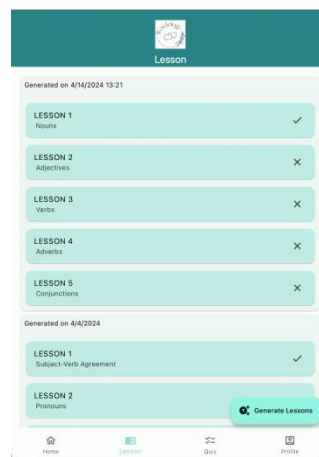 Lesson
Generated on 4/14/2024 13:21
LESSON 1
Nouns
LESSON 2
Adjectives
LESSON 3
Verbs
LESSON 4
Adverbs
LESSON 5
Conjunctions
Generated on 4/4/2024
LESSON 1
Subject-Verb Agreement
LESSON 2
Pronouns
Generate Lessons
Home
Lesson
Quiz
Profile